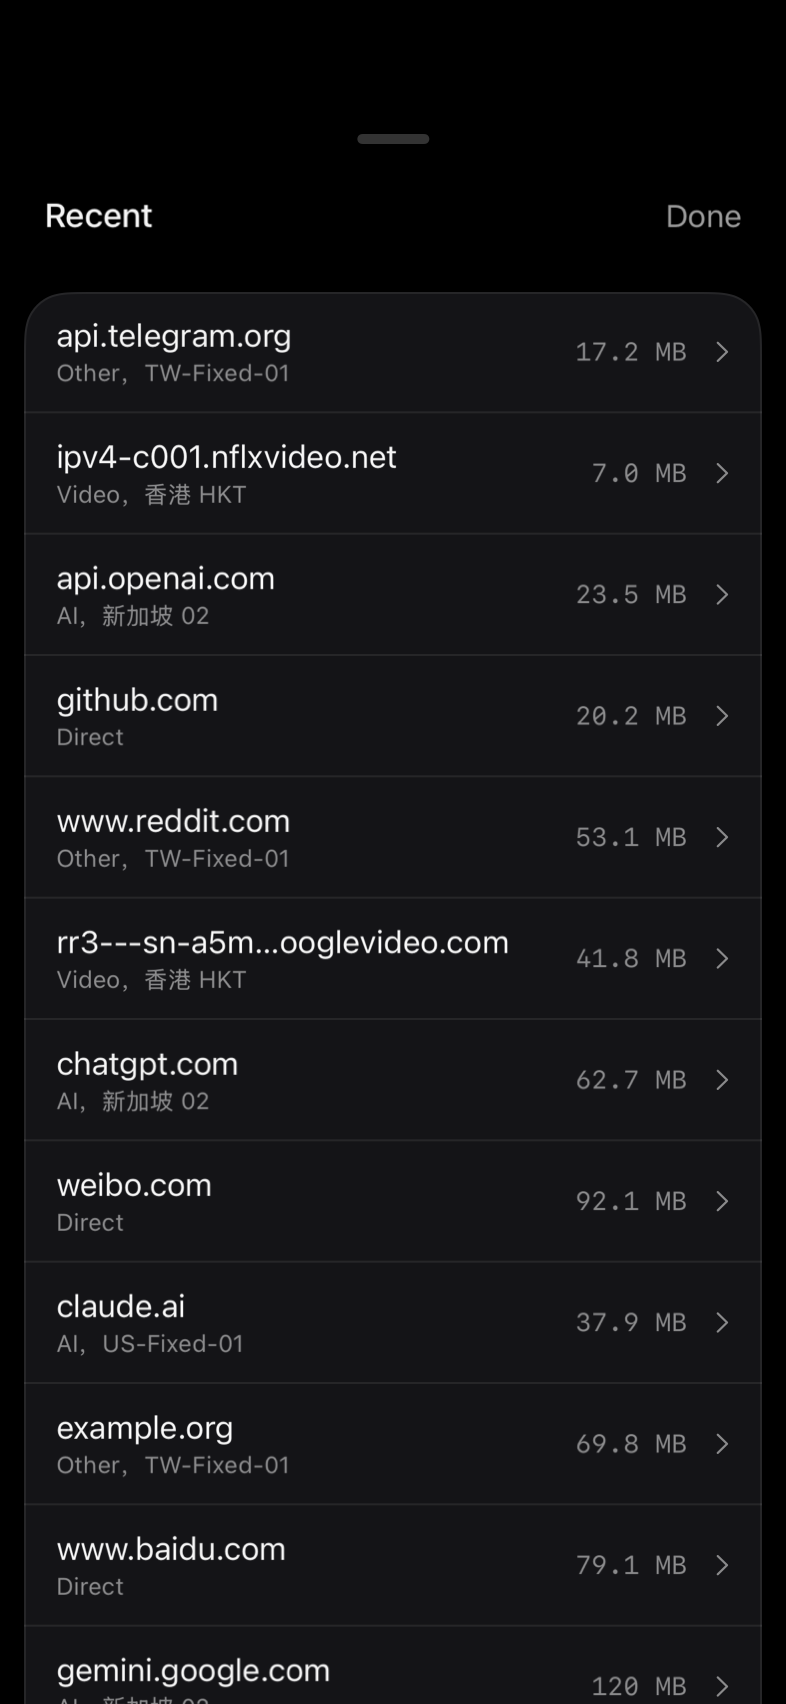 Recent
Done
api.telegram.org
Other, TW-Fixed-01
17.2 MB
ipv4-c001.nflxvideo.net
Video, 香港 HKT
7.0 MB
api.openai.com
AI, 新加坡 02
23.5 MB
github.com
Direct
20.2 MB
www.reddit.com
Other, TW-Fixed-01
53.1 MB
rr3---sn-a5m...ooglevideo.com
Video, 香港 HKT
41.8 MB
chatgpt.com
AI, 新加坡 02
62.7 MB
weibo.com
Direct
92.1 MB
claude.ai
AI, US-Fixed-01
37.9 MB
example.org
Other, TW-Fixed-01
69.8 MB
www.baidu.com
Direct
79.1 MB
gemini.google.com
120 MB